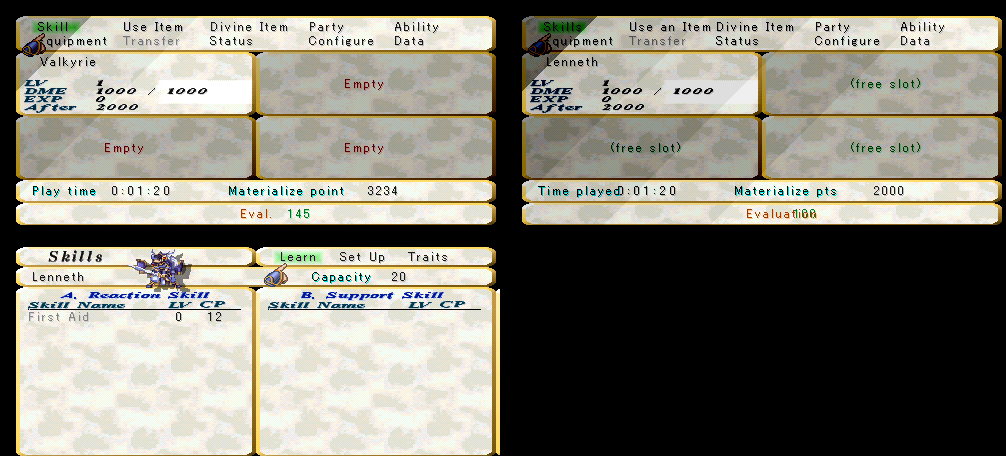 Skill Use Item Divine Item Party Ability
quipment Transfer Status Configure Data
Valkyrie
LV 1
DME 1000 / 1000
EXP 0
After 2000
Empty
Empty
Empty
Play time 0:01:20 Materialize point 3234
Eval. 145
Skills Use an Item Divine Item Party Ability
quipment Transfer Status Configure Data
Lenneth
LV 1
DME 1000 / 1000
EXP 0
After 2000
(free slot)
(free slot)
(free slot)
Time played 0:01:20 Materialize pts 2000
Evaluation 100
Skills
Learn Set Up Traits
Lenneth
Capacity 20
A. Reaction Skill
Skill Name LV CP
First Aid 0 12
B. Support Skill
Skill Name LV CP